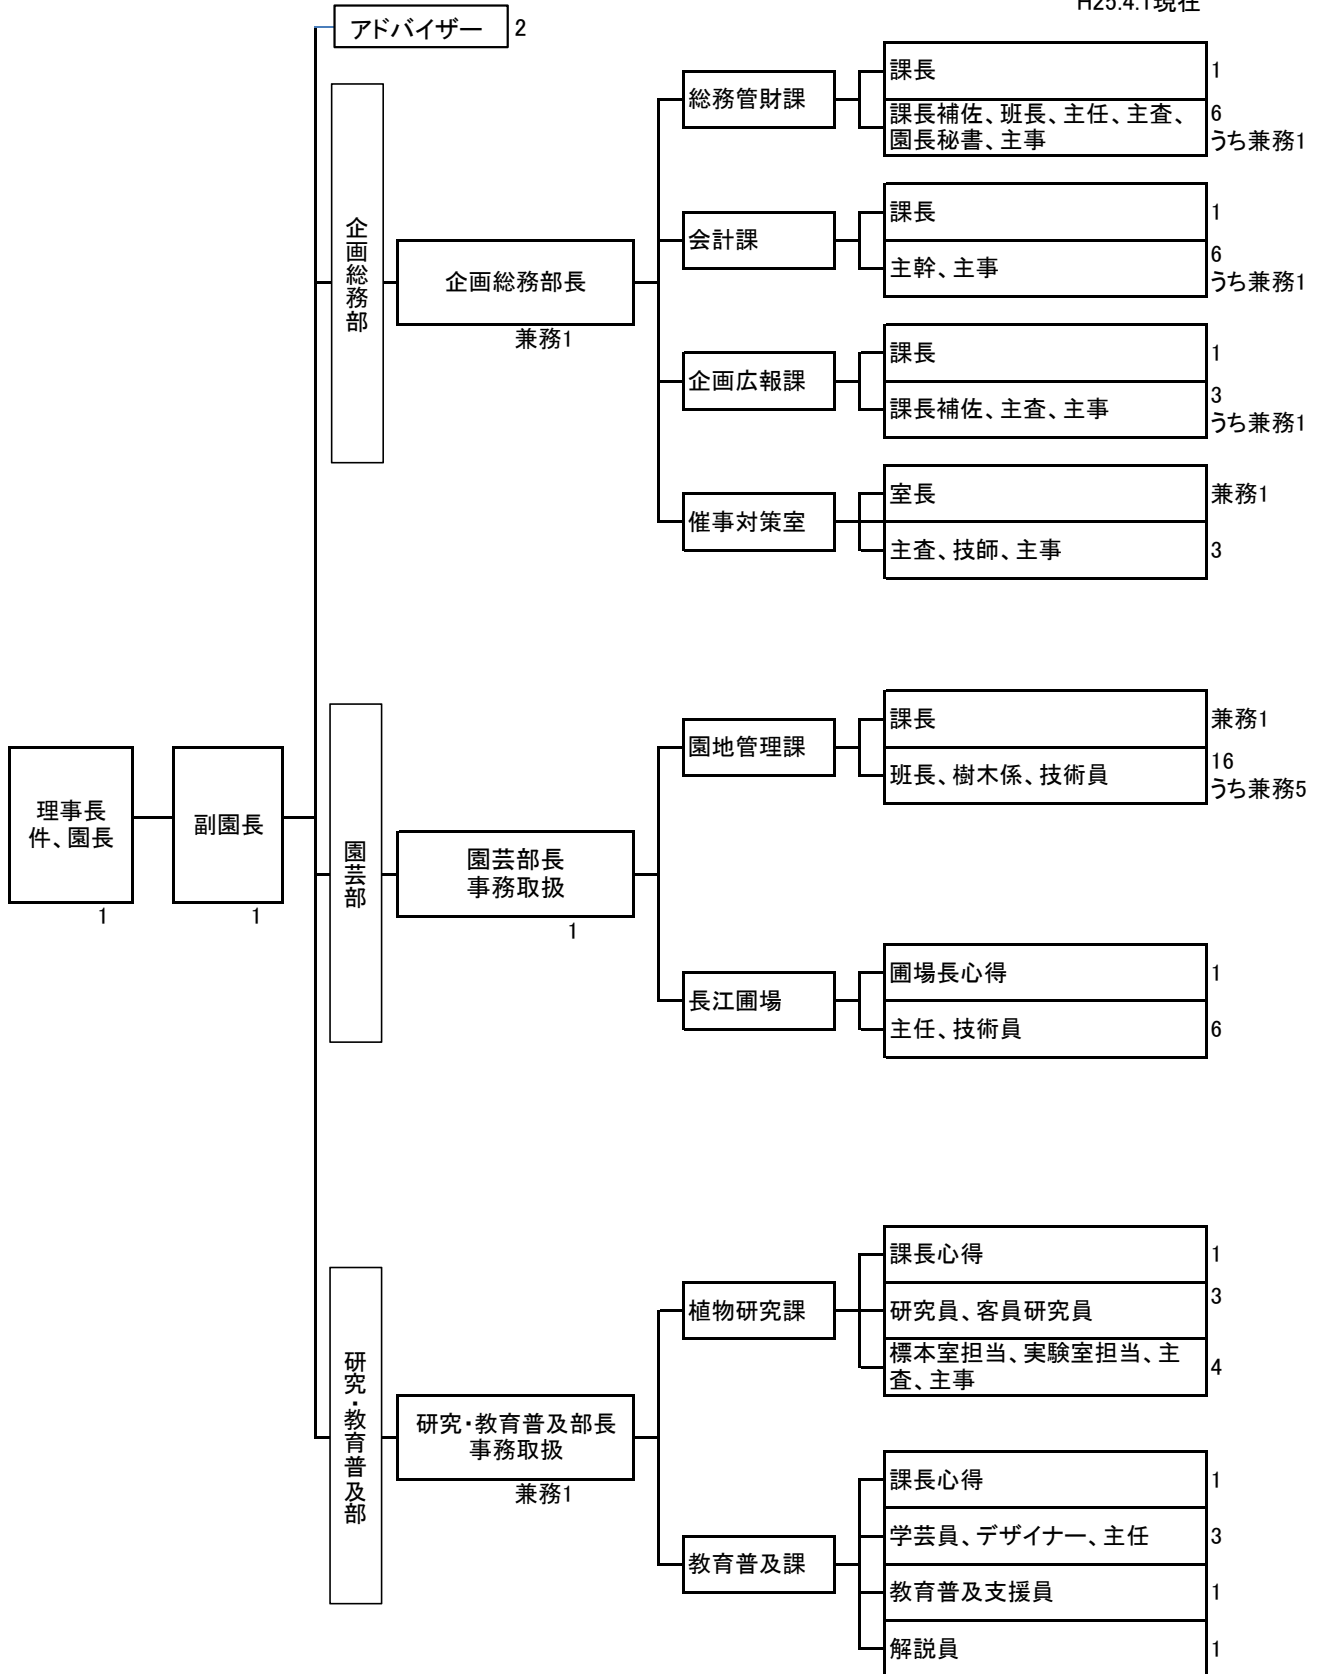 H25.4.1現在
アドバイザー 2
企画総務部
企画総務部長
兼務1
総務管財課
課長 1
課長補佐、班長、主任、主査、
園長秘書、主事
6
うち兼務1
会計課
課長 1
主幹、主事
6
うち兼務1
企画広報課
課長 1
課長補佐、主査、主事
3
うち兼務1
催事対策室
室長 兼務1
主査、技師、主事 3
理事長
件、園長
1
副園長
1
園芸部
園芸部長
事務取扱
1
園地管理課
課長 兼務1
班長、樹木係、技術員
16
うち兼務5
長江圃場
圃場長心得 1
主任、技術員 6
研究・教育普及部
研究・教育普及部長
事務取扱
兼務1
植物研究課
課長心得 1
研究員、客員研究員 3
標本室担当、実験室担当、主
査、主事
4
教育普及課
課長心得 1
学芸員、デザイナー、主任 3
教育普及支援員 1
解説員 1